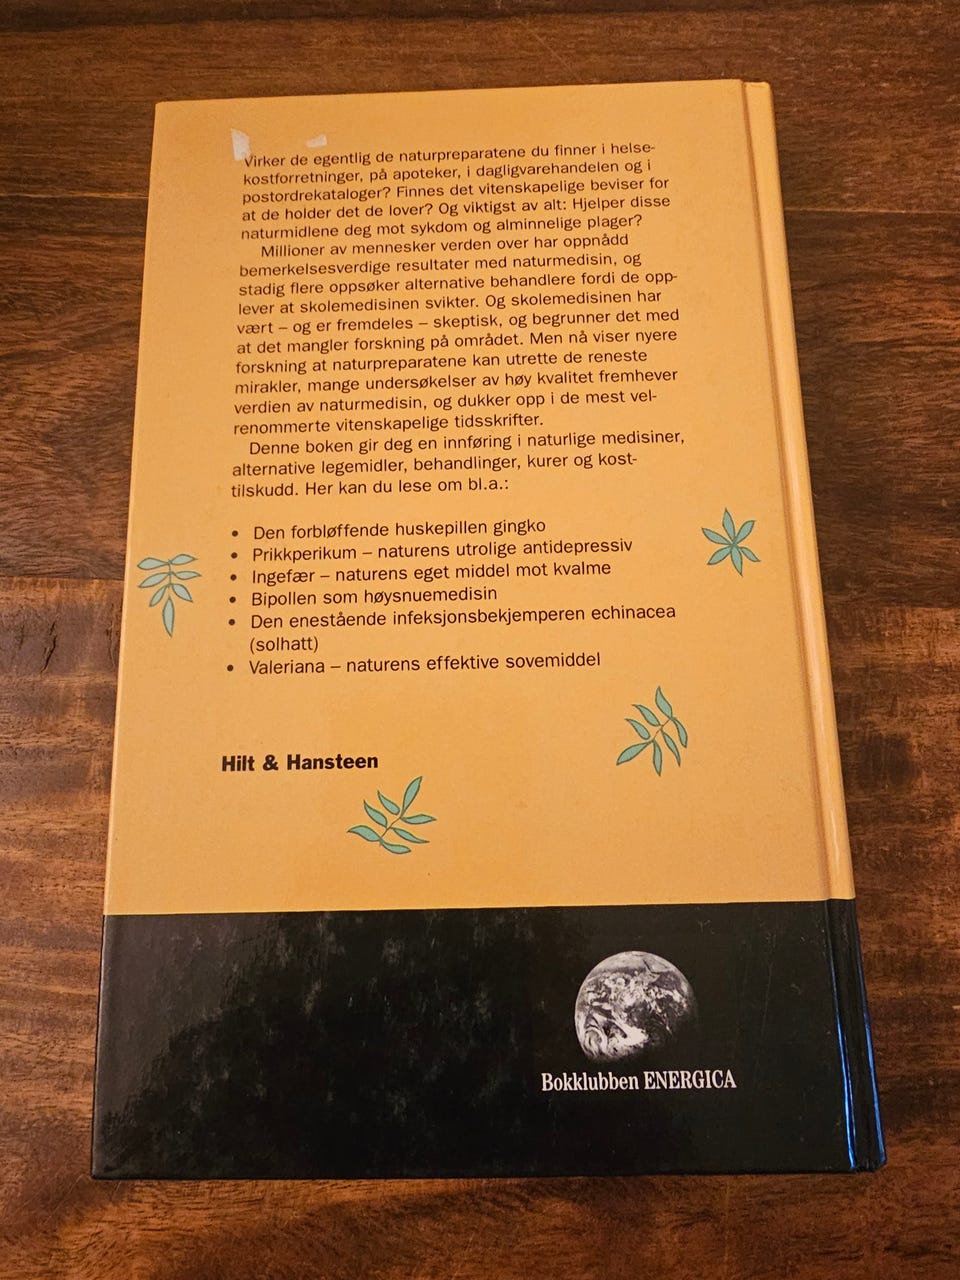 Virker de egentlig de naturpreparatene du finner i helse-
kostforretninger, på apoteker, i dagligvarehandelen og i
postordrekataloger? Finnes det vitenskapelige beviser for
at de holder det de lover? Og viktigst av alt: Hjelper disse
naturmidlene deg mot sykdom og alminnelige plager?
Millioner av mennesker verden over har oppnådd
bemerkelsesverdige resultater med naturmedisin, og
stadig flere oppsøker alternative behandlere fordi de opp-
lever at skolemedisinen svikter. Og skolemedisinen har
vært – og er fremdeles – skeptisk, og begrunner det med
at det mangler forskning på området. Men nå viser nyere
forskning at naturpreparatene kan utrette de reneste
mirakler, mange undersøkelser av høy kvalitet fremhever
verdien av naturmedisin, og dukker opp i de mest vel-
renommerte vitenskapelige tidsskrifter.
Denne boken gir deg en innføring i naturlige medisiner,
alternative legemidler, behandlinger, kurer og kost-
tilskudd. Her kan du lese om bl.a.:
• Den forbløffende huskepillen gingko
• Prikkperikum – naturens utrolige antidepressiv
• Ingefær – naturens eget middel mot kvalme
• Bipollen som høysnuemedisin
• Den enestående infeksjonsbekjemperen echinacea
(solhatt)
• Valeriana – naturens effektive sovemiddel
Hilt & Hansteen
Bokklubben ENERGICA